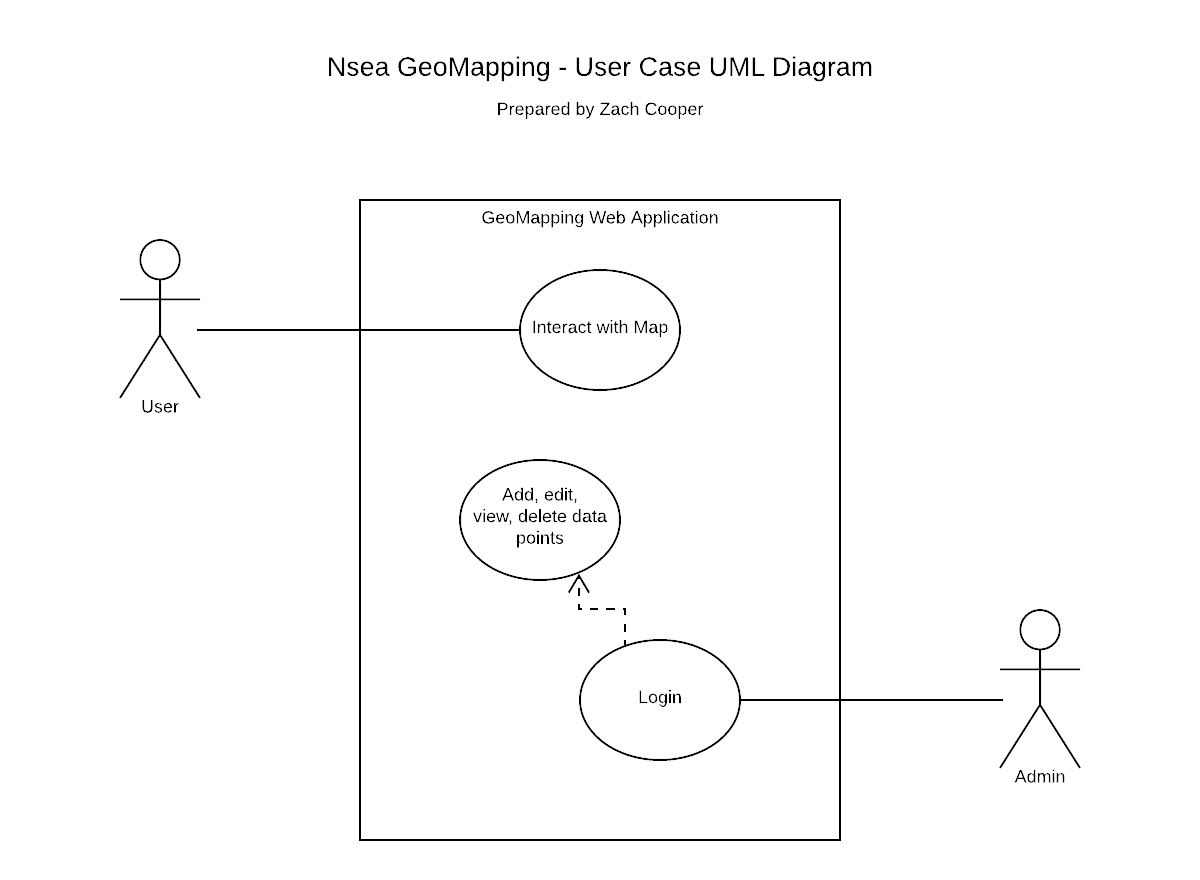 Nsea GeoMapping - User Case UML Diagram
Prepared by Zach Cooper
GeoMapping Web Application
Interact with Map
User
Add, edit,
view, delete data
points
Login
Admin